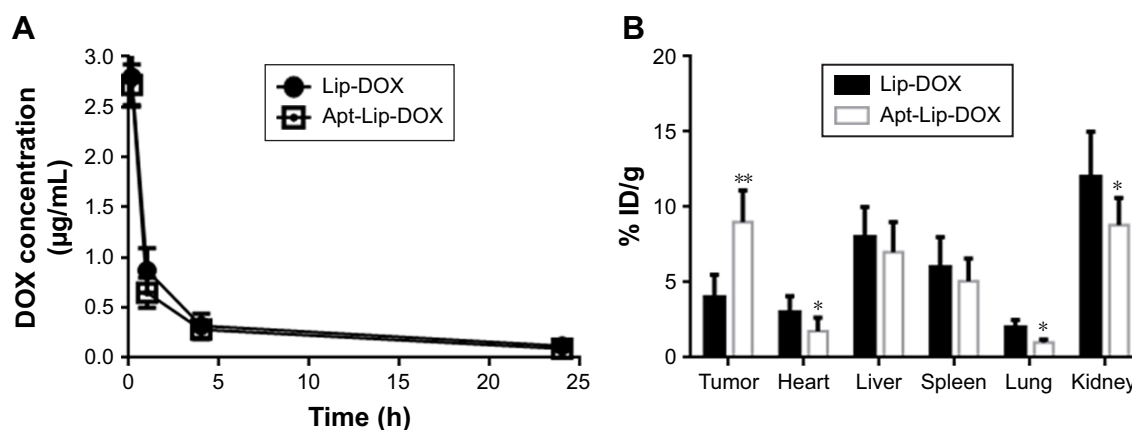 A
DOX concentration
(µg/mL)
3.0
2.5
2.0
1.5
1.0
0.5
0.0
Lip-DOX
Apt-Lip-DOX
0
5
10
15
20
25
Time (h)
B
% ID/g
20
15
10
5
0
Lip-DOX
Apt-Lip-DOX
**
*
*
*
Tumor
Heart
Liver
Spleen
Lung
Kidney